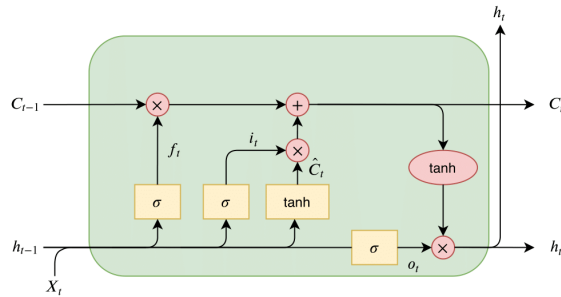 h_t
C_{t-1}
×
+
C_t
f_t
i_t
×
Ĉ_t
tanh
σ
σ
tanh
h_{t-1}
σ
o_t
×
h_t
X_t